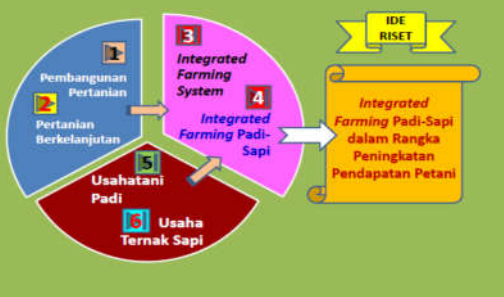 1
Pembangunan
Pertanian
2
Pertanian
Berkelanjutan
3
Integrated
Farming
System
4
Integrated
Farming Padi-
Sapi
5
Usahatani
Padi
6 Usaha
Ternak Sapi
IDE
RISET
Integrated
Farming Padi-Sapi
dalam Rangka
Peningkatan
Pendapatan Petani